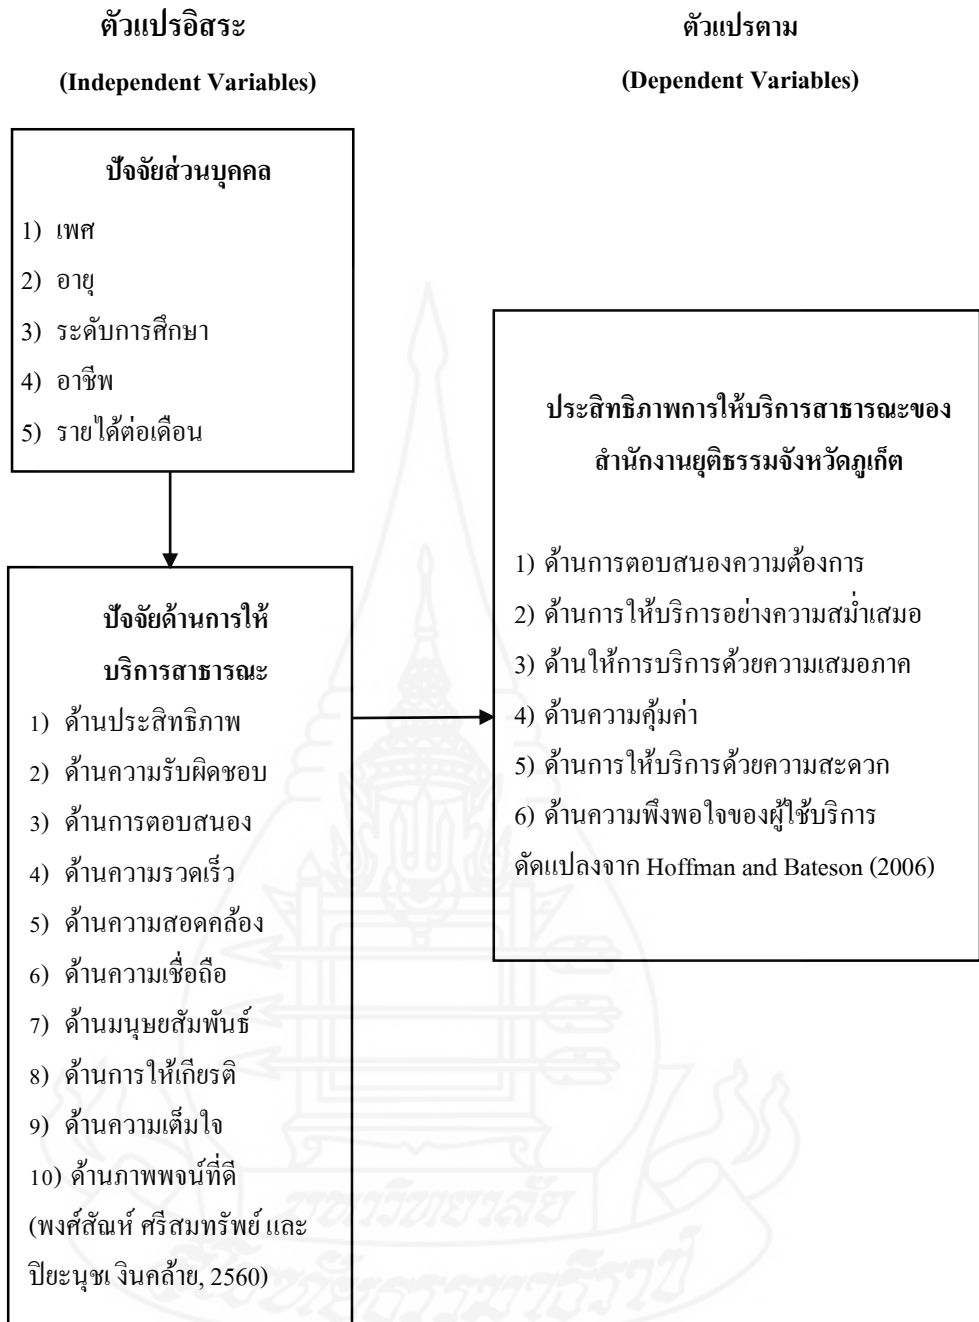 ตัวแปรอิสระ
(Independent Variables)
ปัจจัยส่วนบุคคล
1) เพศ
2) อายุ
3) ระดับการศึกษา
4) อาชีพ
5) รายได้ต่อเดือน
ปัจจัยด้านการให้
บริการสาธารณะ
1) ด้านประสิทธิภาพ
2) ด้านความรับผิดชอบ
3) ด้านการตอบสนอง
4) ด้านความรวดเร็ว
5) ด้านความสอดคล้อง
6) ด้านความเชื่อถือ
7) ด้านมนุษยสัมพันธ์
8) ด้านการให้เกียรติ
9) ด้านความเต็มใจ
10) ด้านภาพพจน์ที่ดี
(พงศ์สัณห์ ศรีสมทรัพย์ และ
ปิยะนุชเ งินคล้าย, 2560)
ตัวแปรตาม
(Dependent Variables)
ประสิทธิภาพการให้บริการสาธารณะของ
สำนักงานยุติธรรมจังหวัดภูเก็ต
1) ด้านการตอบสนองความต้องการ
2) ด้านการให้บริการอย่างความสม่ำเสมอ
3) ด้านให้การบริการด้วยความเสมอภาค
4) ด้านความคุ้มค่า
5) ด้านการให้บริการด้วยความสะดวก
6) ด้านความพึงพอใจของผู้ใช้บริการ
ดัดแปลงจาก Hoffman and Bateson (2006)
มหาวิทยาลัย
สุโขทัยธรรมาธิราช